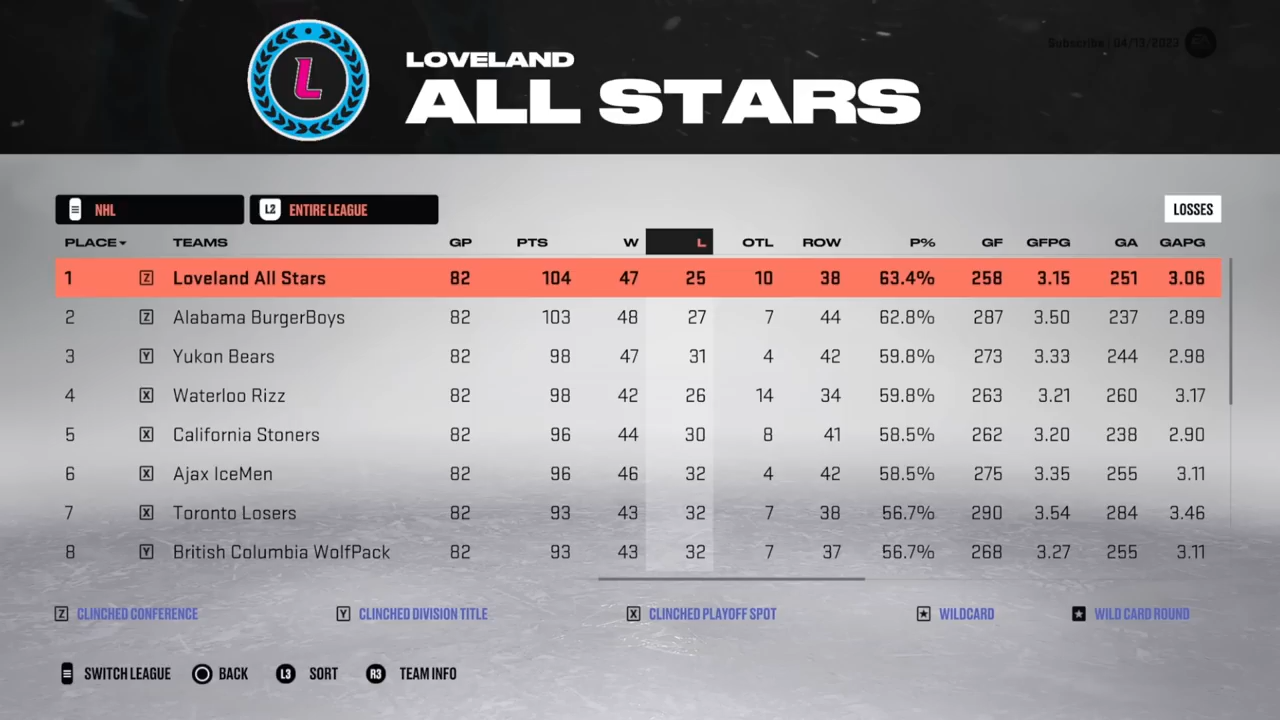 Subscribe | 04/13/2023
L
LOVELAND
ALL STARS
NHL
L2 ENTIRE LEAGUE
LOSSES
PLACE TEAMS GP PTS W L OTL ROW P% GF GFPG GA GAPG
1 Z Loveland All Stars 82 104 47 25 10 38 63.4% 258 3.15 251 3.06
2 Z Alabama BurgerBoys 82 103 48 27 7 44 62.8% 287 3.50 237 2.89
3 Y Yukon Bears 82 98 47 31 4 42 59.8% 273 3.33 244 2.98
4 X Waterloo Rizz 82 98 42 26 14 34 59.8% 263 3.21 260 3.17
5 X California Stoners 82 96 44 30 8 41 58.5% 262 3.20 238 2.90
6 X Ajax IceMen 82 96 46 32 4 42 58.5% 275 3.35 255 3.11
7 X Toronto Losers 82 93 43 32 7 38 56.7% 290 3.54 284 3.46
8 Y British Columbia WolfPack 82 93 43 32 7 37 56.7% 268 3.27 255 3.11
Z CLINCHED CONFERENCE Y CLINCHED DIVISION TITLE X CLINCHED PLAYOFF SPOT WILDCARD WILD CARD ROUND
SWITCH LEAGUE BACK L3 SORT R3 TEAM INFO